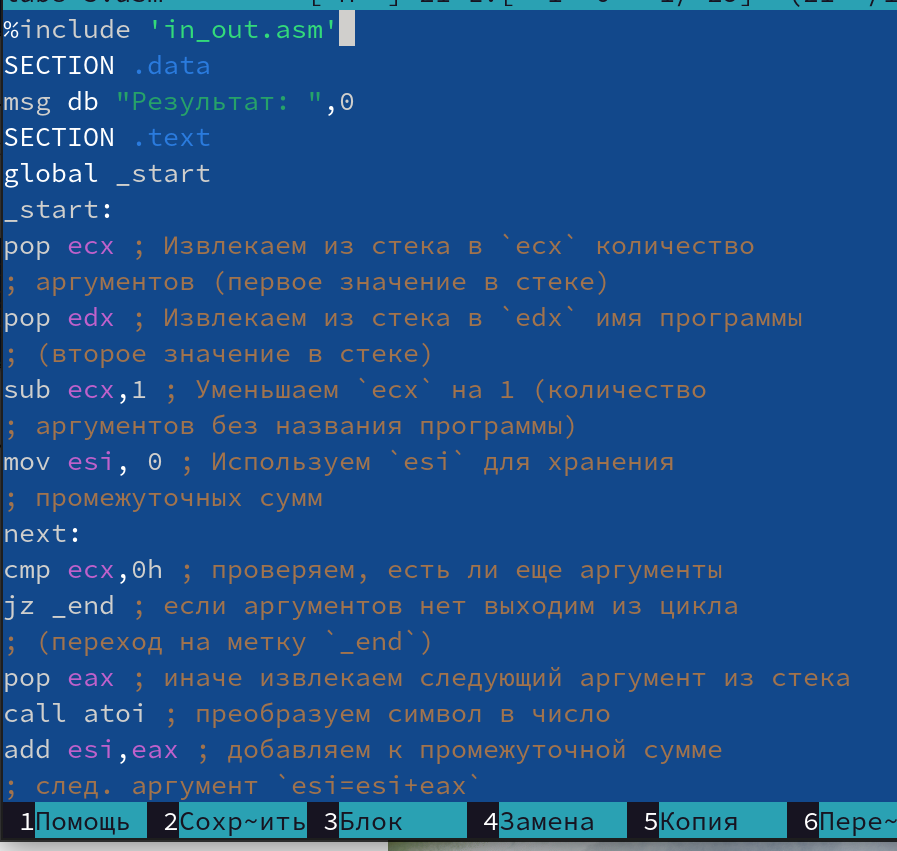 %include 'in_out.asm'
SECTION .data
msg db "Результат: ",0
SECTION .text
global _start
_start:
pop ecx ; Извлекаем из стека в `ecx` количество
; аргументов (первое значение в стеке)
pop edx ; Извлекаем из стека в `edx` имя программы
; (второе значение в стеке)
sub ecx,1 ; Уменьшаем `ecx` на 1 (количество
; аргументов без названия программы)
mov esi, 0 ; Используем `esi` для хранения
; промежуточных сумм
next:
cmp ecx,0h ; проверяем, есть ли еще аргументы
jz _end ; если аргументов нет выходим из цикла
; (переход на метку `_end`)
pop eax ; иначе извлекаем следующий аргумент из стека
call atoi ; преобразуем символ в число
add esi,eax ; добавляем к промежуточной сумме
; след. аргумент `esi=esi+eax`
1Помощь 2Сохр~ить 3Блок 4Замена 5Копия 6Пере~